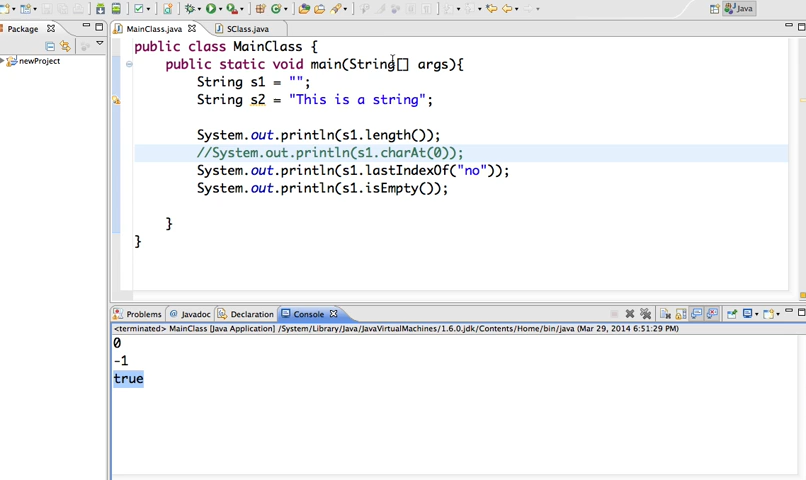 MainClass.java
SClass.java
Java
Package
newProject
public class MainClass {
public static void main(String[] args){
String s1 = "";
String s2 = "This is a string";
System.out.println(s1.length());
//System.out.println(s1.charAt(0));
System.out.println(s1.lastIndexOf("no"));
System.out.println(s1.isEmpty());
}
}
Problems
Javadoc
Declaration
Console
<terminated> MainClass [Java Application] /System/Library/Java/JavaVirtualMachines/1.6.0.jdk/Contents/Home/bin/java (Mar 29, 2014 6:51:29 PM)
0
-1
true